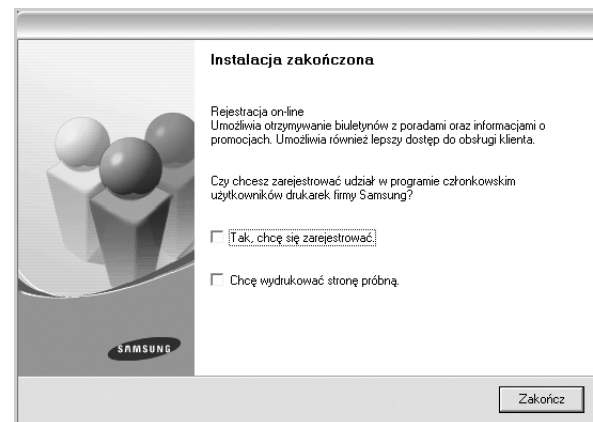 Instalacja zakończona
Rejestracja on-line
Umożliwia otrzymywanie biuletynów z poradami oraz informacjami o
promocjach. Umożliwia również lepszy dostęp do obsługi klienta.
Czy chcesz zarejestrować udział w programie członkowskim
użytkowników drukarek firmy Samsung?
Tak, chcę się zarejestrować.
Chcę wydrukować stronę próbną.
SAMSUNG
Zakończ